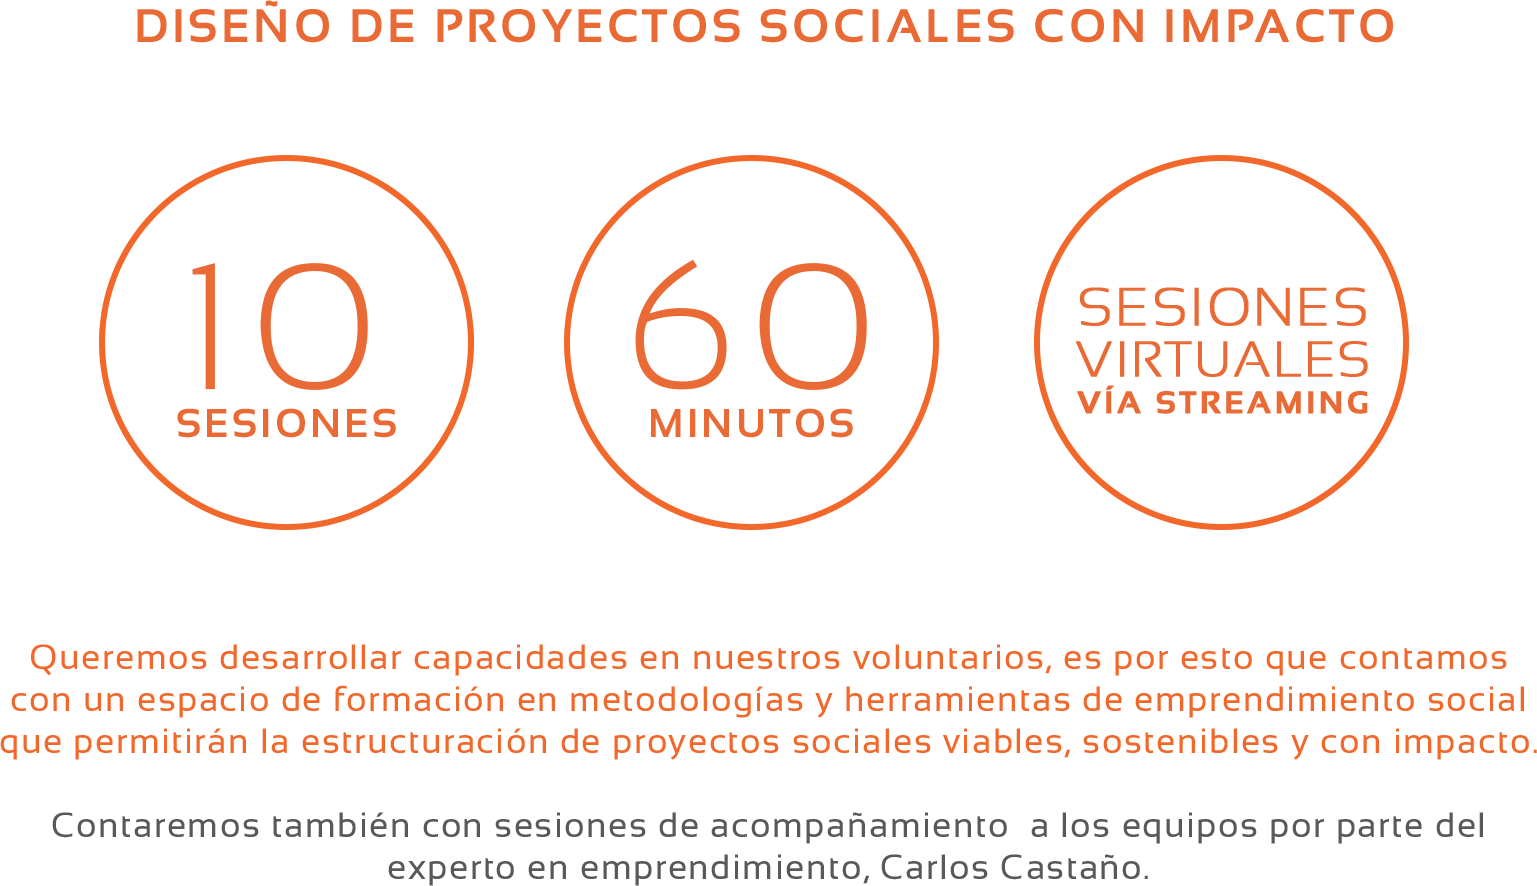 DISEÑO DE PROYECTOS SOCIALES CON IMPACTO
10
SESIONES
60
MINUTOS
SESIONES
VIRTUALES
VÍA STREAMING
Queremos desarrollar capacidades en nuestros voluntarios, es por esto que contamos
con un espacio de formación en metodologías y herramientas de emprendimiento social
que permitirán la estructuración de proyectos sociales viables, sostenibles y con impacto.
Contaremos también con sesiones de acompañamiento a los equipos por parte del
experto en emprendimiento, Carlos Castaño.